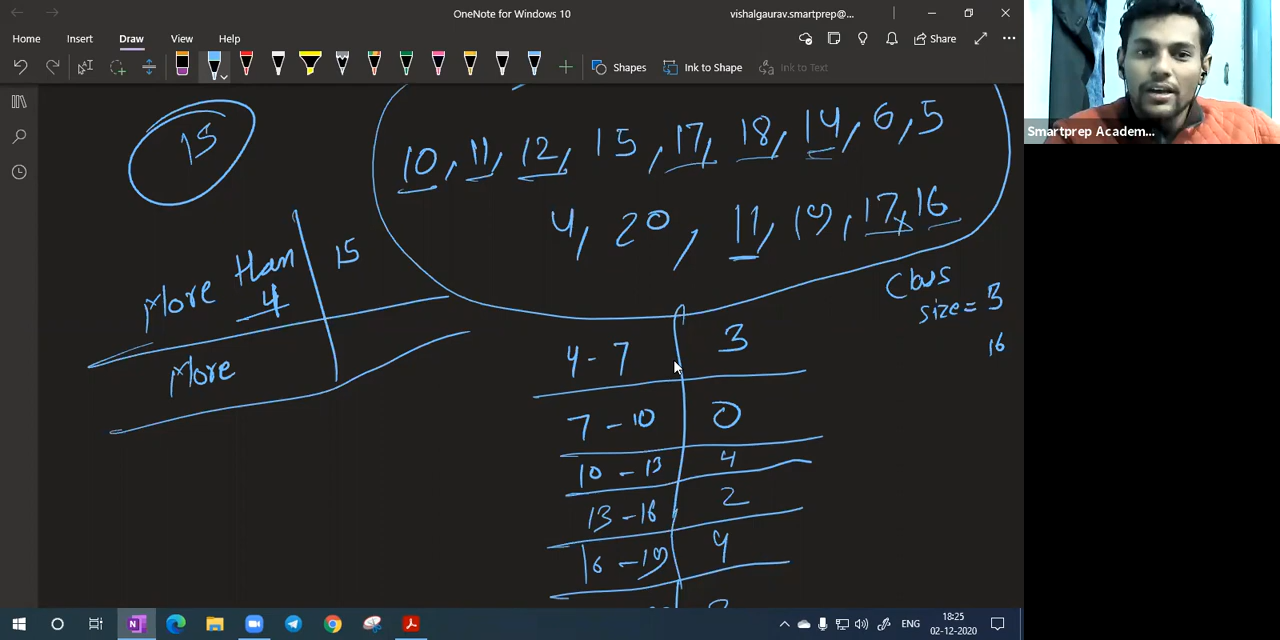 OneNote for Windows 10
vishalgaurav.smartprep@...
Home Insert Draw View Help
Share
Shapes
Ink to Shape
Ink to Text
Smartprep Academ...
15
10, 11, 12, 15, 17, 18, 14, 6, 5
4, 20, 11, 19, 17, 16
More than 4 15
More
Class
size = 3
16
4 - 7 3
7 - 10 0
10 - 13 4
13 - 16 2
16 - 19 4
18:25
ENG
02-12-2020